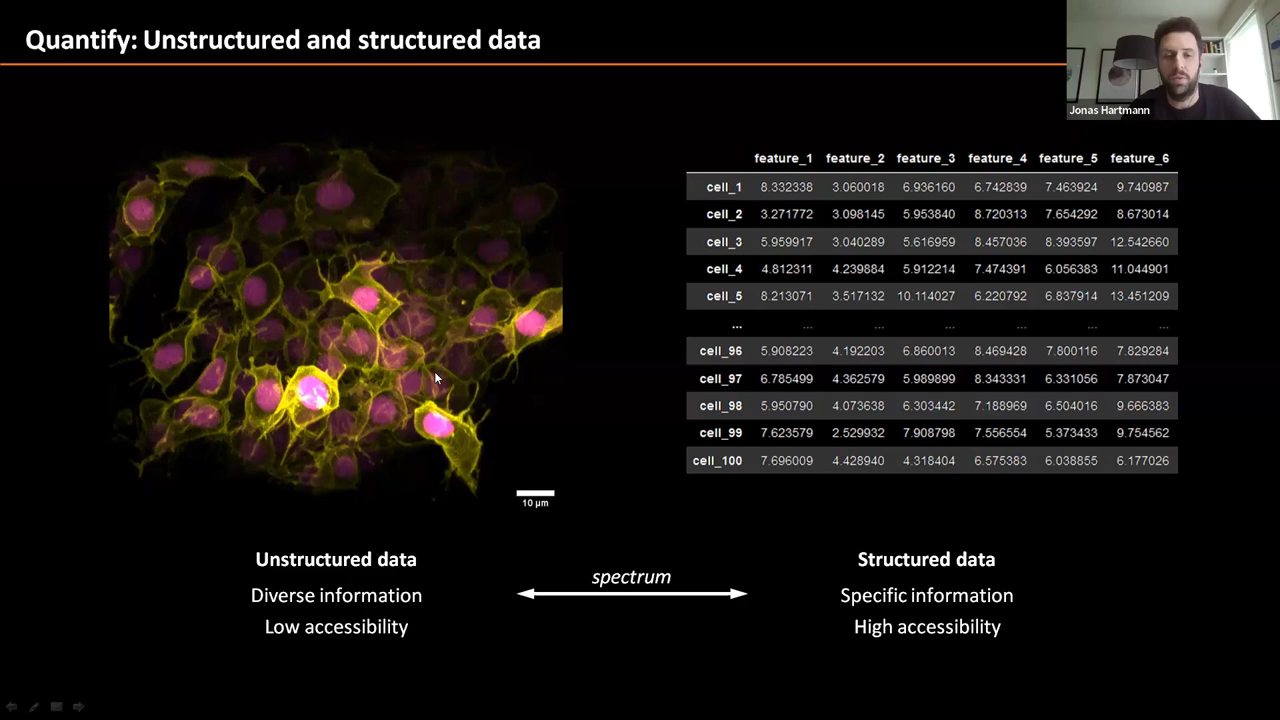 Quantify: Unstructured and structured data
Jonas Hartmann
feature_1 feature_2 feature_3 feature_4 feature_5 feature_6
cell_1 8.332338 3.060018 6.936160 6.742839 7.463924 9.740987
cell_2 3.271772 3.098145 5.953840 8.720313 7.654292 8.673014
cell_3 5.959917 3.040289 5.616959 8.457036 8.393597 12.542660
cell_4 4.812311 4.239884 5.912214 7.474391 6.056383 11.044901
cell_5 8.213071 3.517132 10.114027 6.220792 6.837914 13.451209
... ... ... ... ... ... ...
cell_96 5.908223 4.192203 6.860013 8.469428 7.800116 7.829284
cell_97 6.785499 4.362579 5.989899 8.343331 6.331056 7.873047
cell_98 5.950790 4.073638 6.303442 7.188969 6.504016 9.666383
cell_99 7.623579 2.529932 7.908798 7.556554 5.373433 9.754562
cell_100 7.696009 4.428940 4.318404 6.575383 6.038855 6.177026
10 µm
Unstructured data
Diverse information
Low accessibility
spectrum
Structured data
Specific information
High accessibility